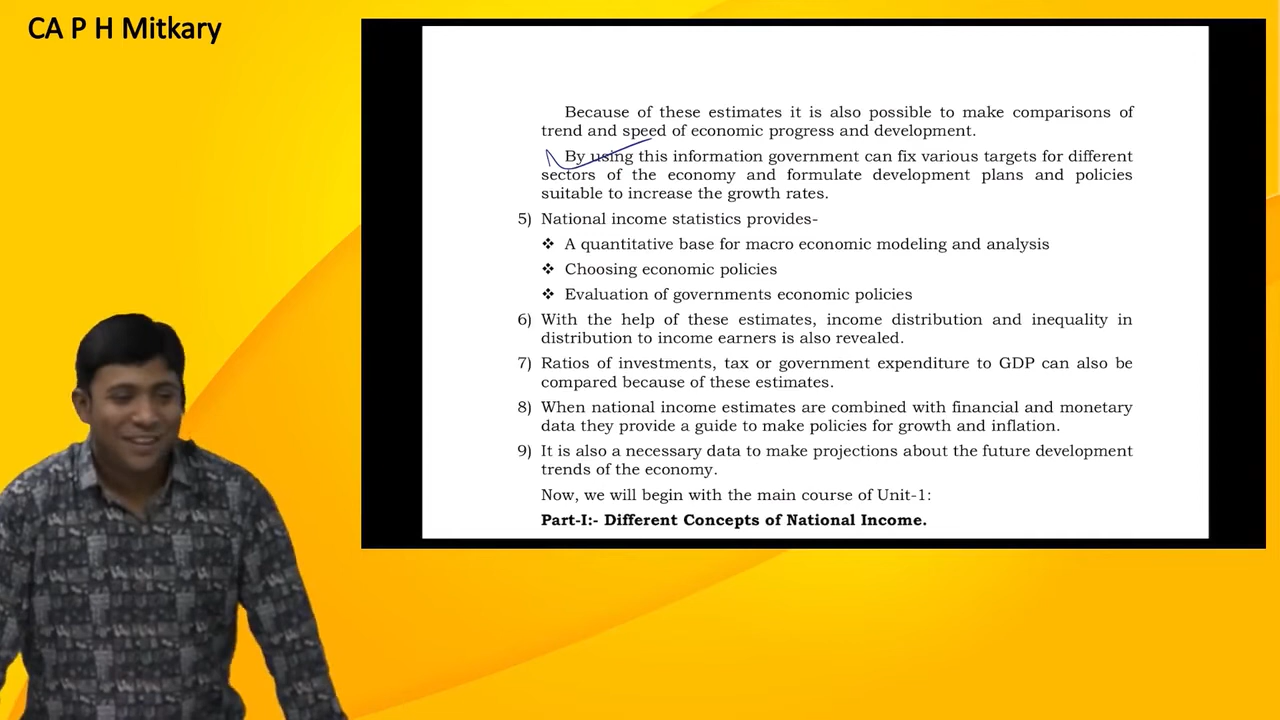 CA P H Mitkary
Because of these estimates it is also possible to make comparisons of
trend and speed of economic progress and development.
By using this information government can fix various targets for different
sectors of the economy and formulate development plans and policies
suitable to increase the growth rates.
5) National income statistics provides-
❖ A quantitative base for macro economic modeling and analysis
❖ Choosing economic policies
❖ Evaluation of governments economic policies
6) With the help of these estimates, income distribution and inequality in
distribution to income earners is also revealed.
7) Ratios of investments, tax or government expenditure to GDP can also be
compared because of these estimates.
8) When national income estimates are combined with financial and monetary
data they provide a guide to make policies for growth and inflation.
9) It is also a necessary data to make projections about the future development
trends of the economy.
Now, we will begin with the main course of Unit-1:
Part-I:- Different Concepts of National Income.